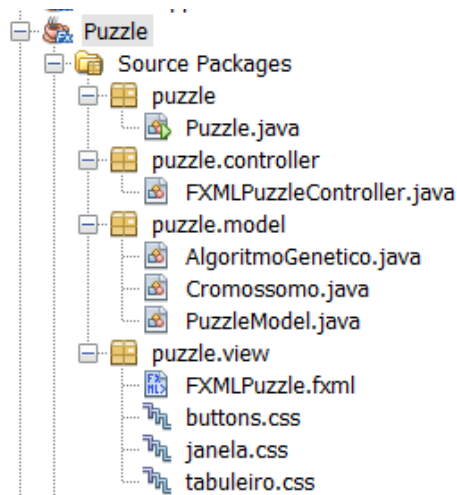 Puzzle
Source Packages
puzzle
Puzzle.java
puzzle.controller
FXMLPuzzleController.java
puzzle.model
AlgoritmoGenetico.java
Cromossomo.java
PuzzleModel.java
puzzle.view
FXMLPuzzle.fxml
buttons.css
janela.css
tabuleiro.css